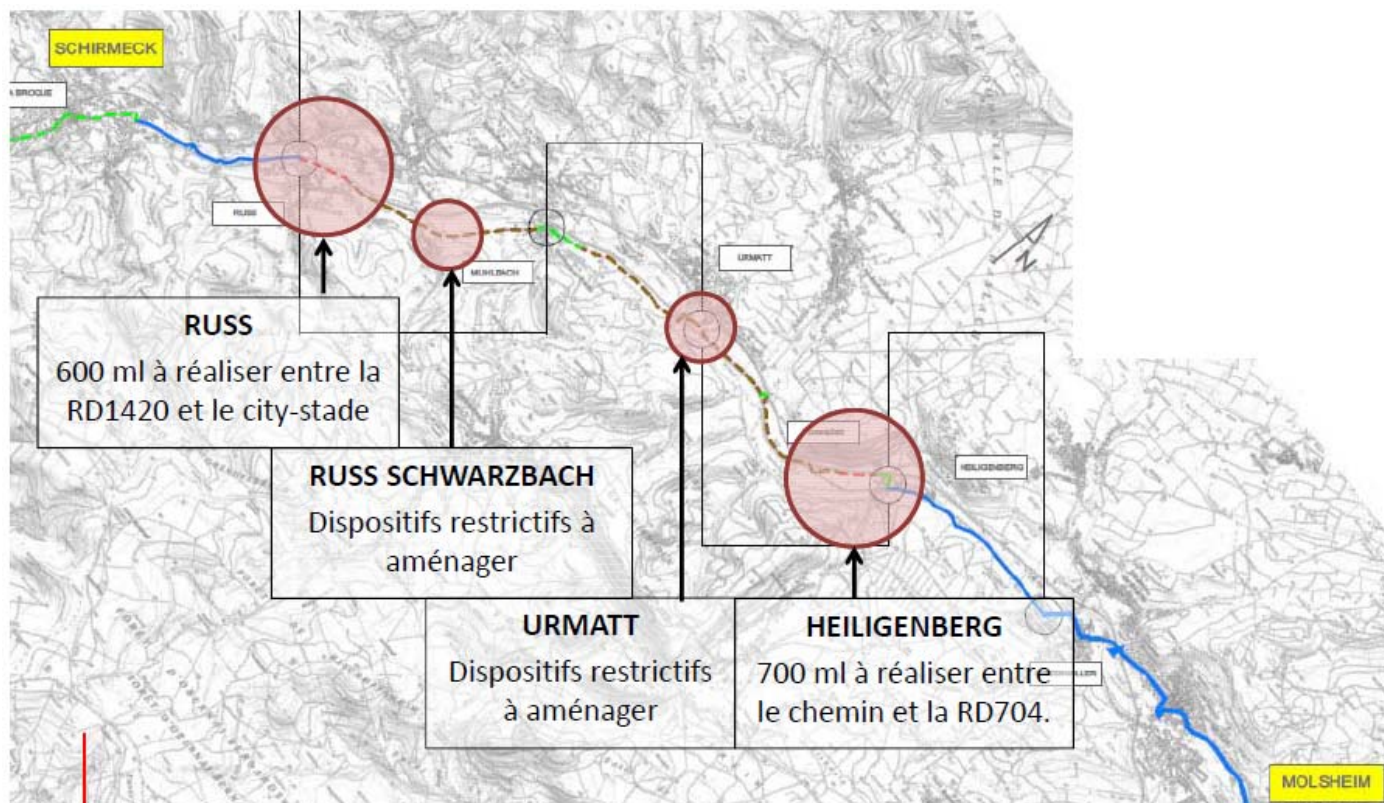 SCHIRMECK
A BROQUE
RUSS
MUHLBACH
URMATT
HEILIGENBERG
N
RUSS
600 ml à réaliser entre la
RD1420 et le city-stade
RUSS SCHWARZBACH
Dispositifs restrictifs à
aménager
URMATT
Dispositifs restrictifs
à aménager
HEILIGENBERG
700 ml à réaliser entre
le chemin et la RD704.
MOLSHEIM